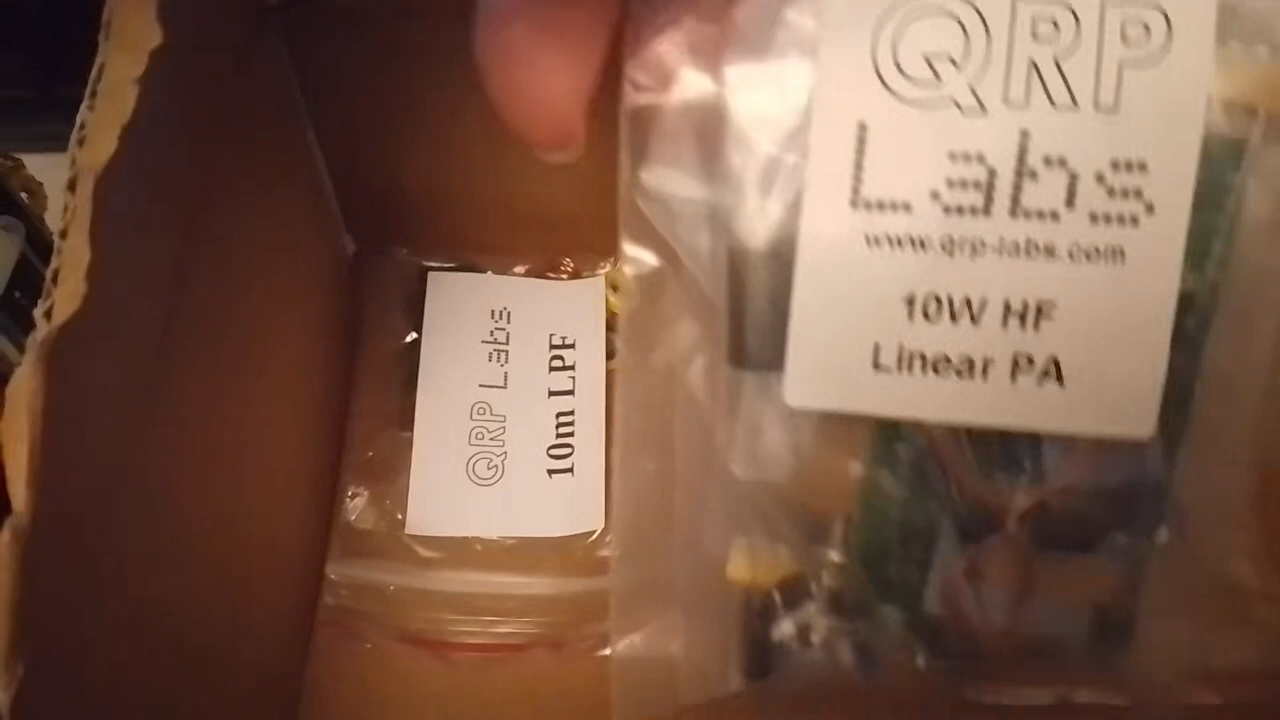 QRP
Labs
www.qrp-labs.com
10W HF
Linear PA
QRP Labs
10m LPF